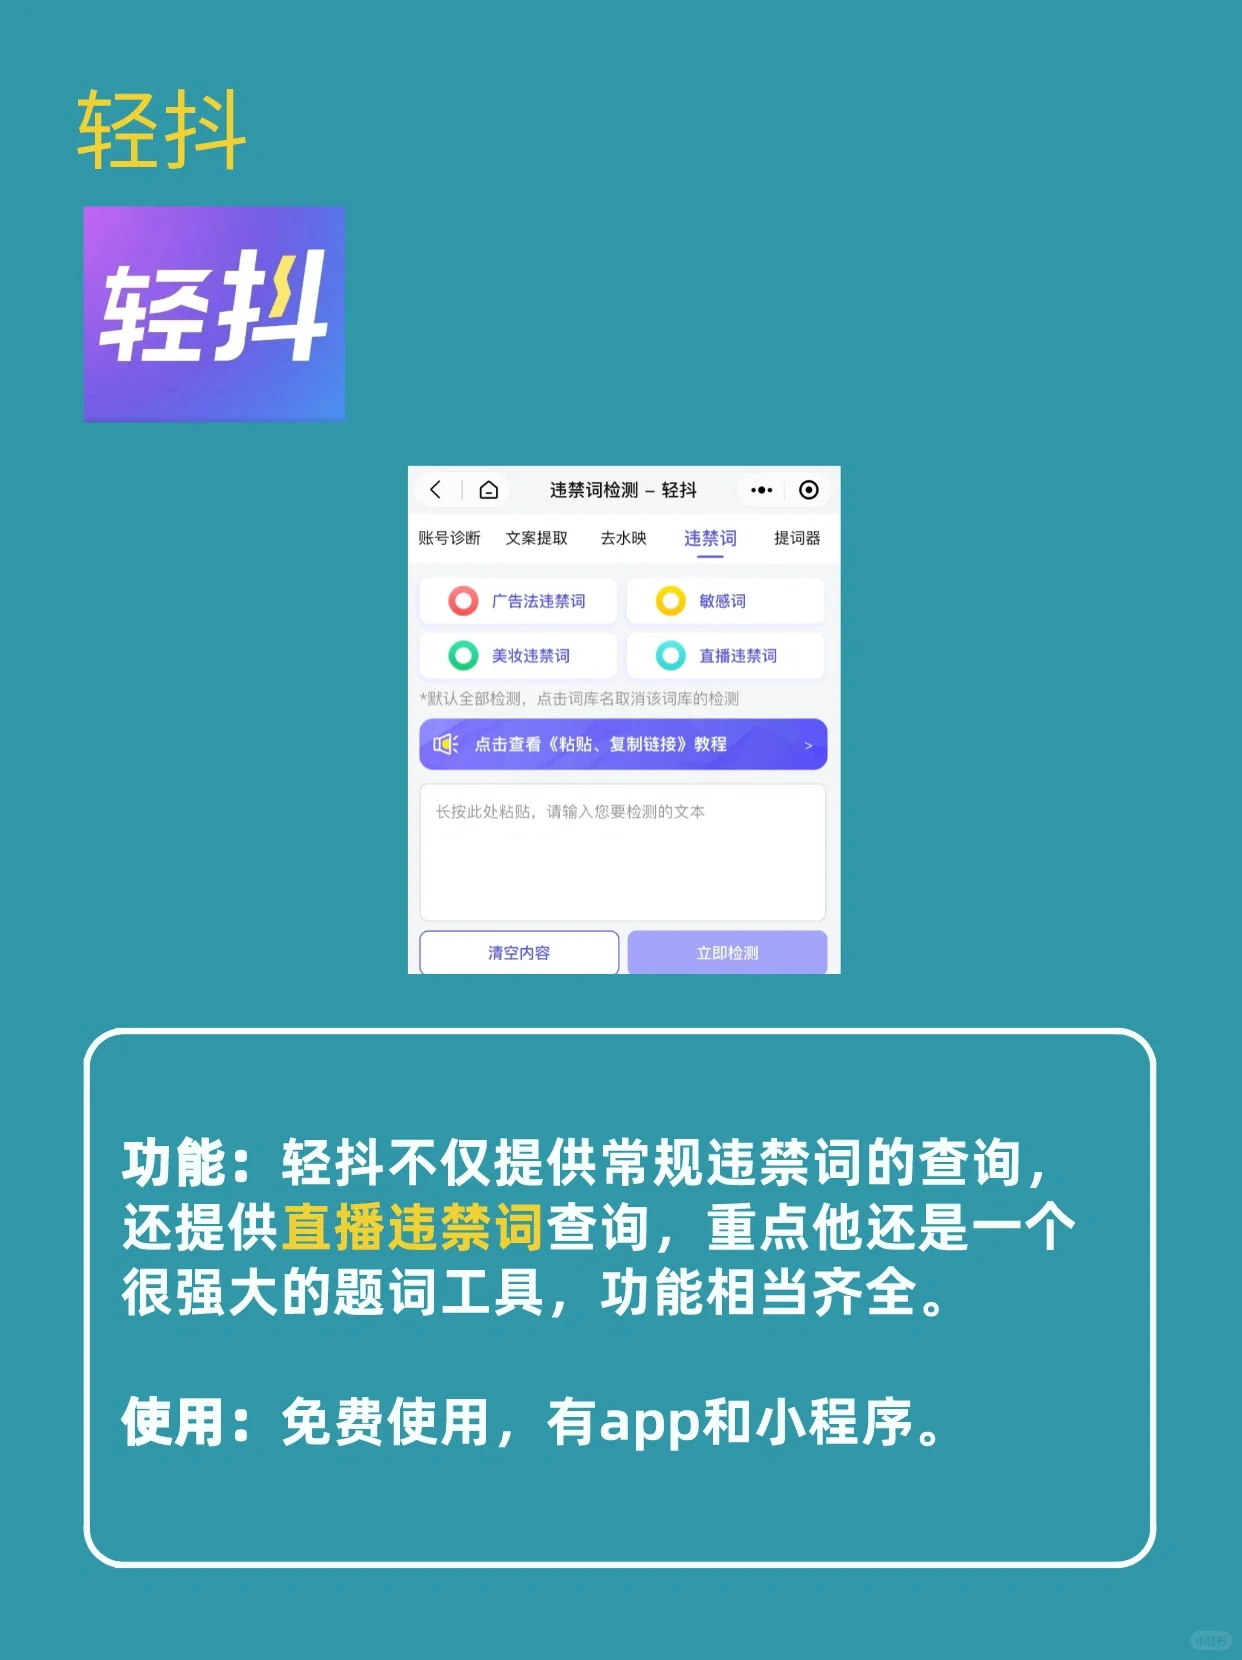 轻抖
轻抖
违禁词检测 – 轻抖
账号诊断 文案提取 去水映 违禁词 提词器
广告法违禁词 敏感词
美妆违禁词 直播违禁词
*默认全部检测，点击词库名取消该词库的检测
点击查看《粘贴、复制链接》教程 >
长按此处粘贴，请输入您要检测的文本
清空内容 立即检测
功能：轻抖不仅提供常规违禁词的查询，
还提供直播违禁词查询，重点他还是一个
很强大的题词工具，功能相当齐全。
使用：免费使用，有app和小程序。
小红书